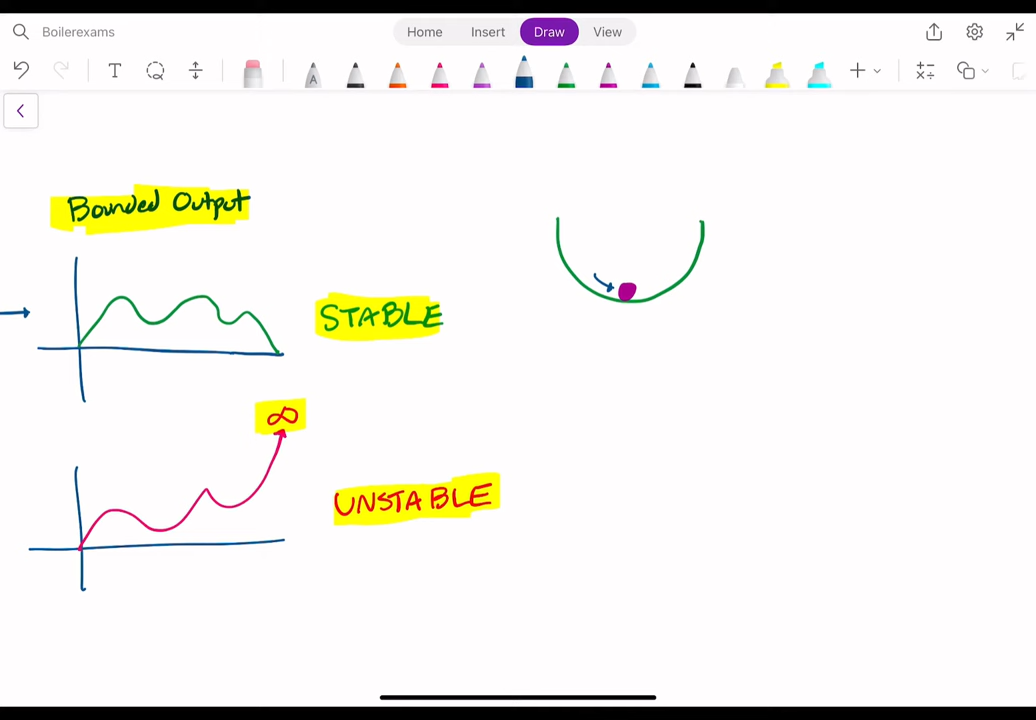 Boilerexams
Home Insert Draw View
T A
Bounded Output
STABLE
∞
UNSTABLE